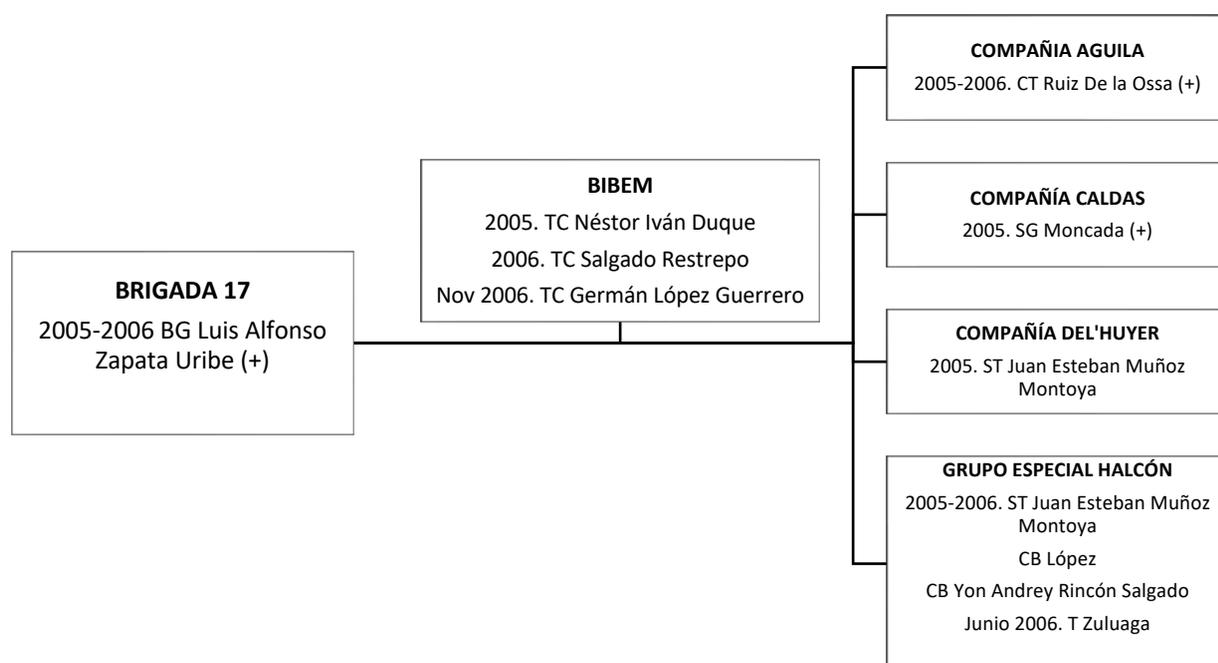 BRIGADA 17
2005-2006 BG Luis Alfonso
Zapata Uribe (+)
BIBEM
2005. TC Néstor Iván Duque
2006. TC Salgado Restrepo
Nov 2006. TC Germán López Guerrero
COMPAÑIA AGUILA
2005-2006. CT Ruiz De la Ossa (+)
COMPAÑÍA CALDAS
2005. SG Moncada (+)
COMPAÑÍA DEL'HUYER
2005. ST Juan Esteban Muñoz
Montoya
GRUPO ESPECIAL HALCÓN
2005-2006. ST Juan Esteban Muñoz
Montoya
CB López
CB Yon Andrey Rincón Salgado
Junio 2006. T Zuluaga